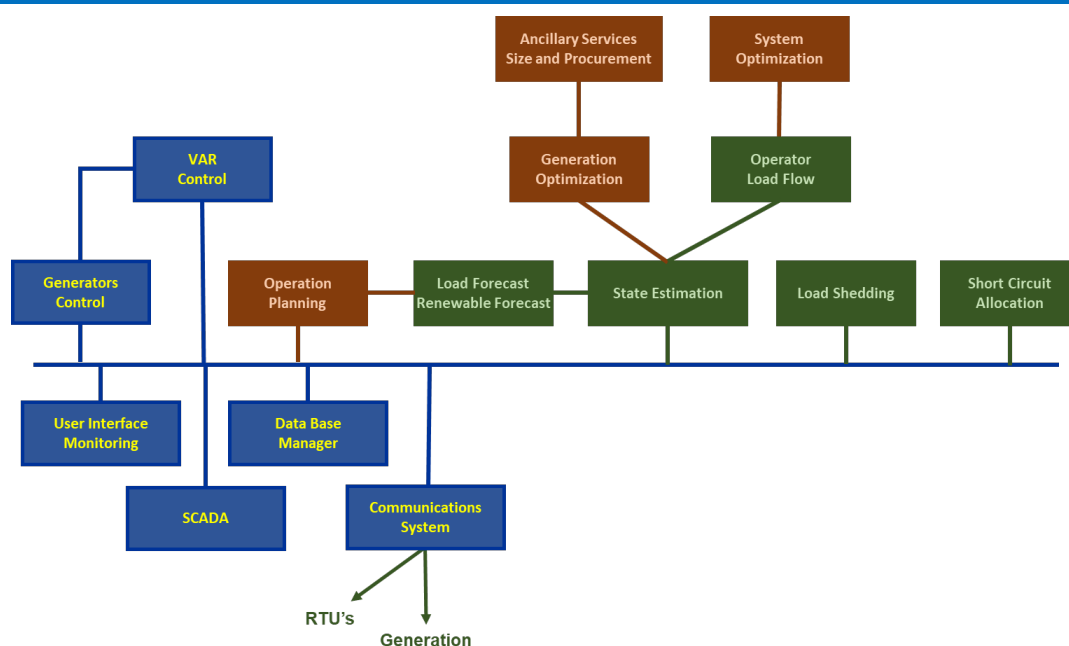 Ancillary Services
Size and Procurement
System
Optimization
VAR
Control
Generation
Optimization
Operator
Load Flow
Generators
Control
Operation
Planning
Load Forecast
Renewable Forecast
State Estimation
Load Shedding
Short Circuit
Allocation
User Interface
Monitoring
Data Base
Manager
SCADA
Communications
System
RTU’s
Generation